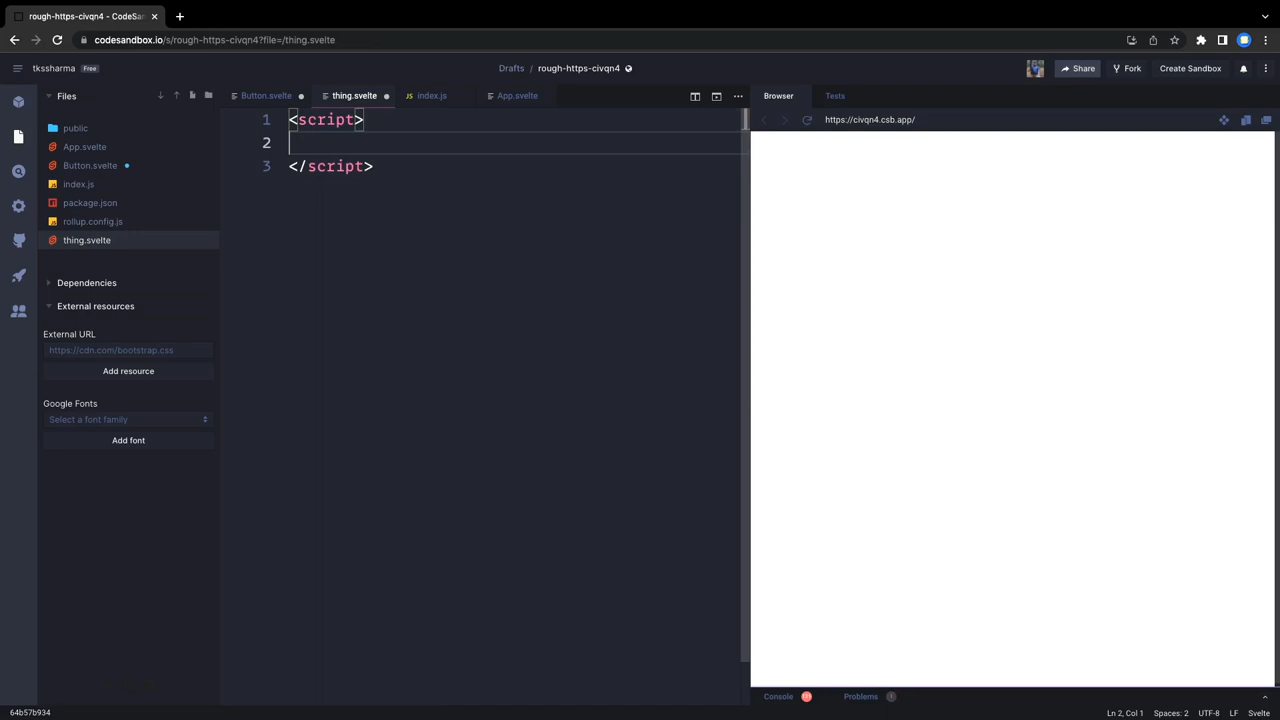 rough-https-civqn4 - CodeSan
codesandbox.io/s/rough-https-civqn4?file=/thing.svelte
tkssharma Free
Drafts / rough-https-civqn4
Share Fork Create Sandbox
Files
Button.svelte thing.svelte JS index.js App.svelte
Browser Tests
https://civqn4.csb.app/
public
App.svelte
Button.svelte
index.js
package.json
rollup.config.js
thing.svelte
Dependencies
External resources
External URL
https://cdn.com/bootstrap.css
Add resource
Google Fonts
Select a font family
Add font
1 <script>
2
3 </script>
Console Problems
64b57b934
Ln 2, Col 1 Spaces: 2 UTF-8 LF Svelte